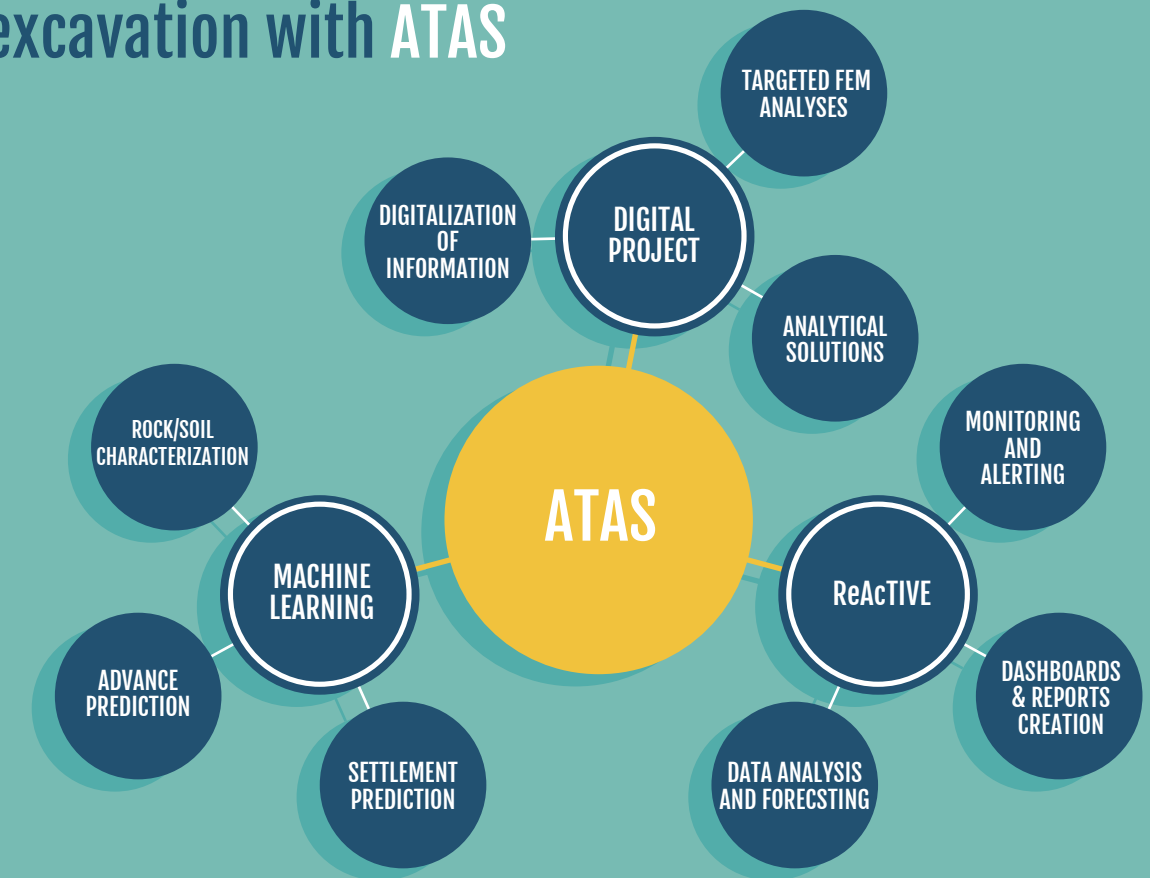 excavation with ATAS
TARGETED FEM
ANALYSES
DIGITALIZATION
OF
INFORMATION
DIGITAL
PROJECT
ANALYTICAL
SOLUTIONS
ROCK/SOIL
CHARACTERIZATION
MONITORING
AND
ALERTING
ATAS
MACHINE
LEARNING
ReAcTIVE
ADVANCE
PREDICTION
DASHBOARDS
& REPORTS
CREATION
SETTLEMENT
PREDICTION
DATA ANALYSIS
AND FORECSTING